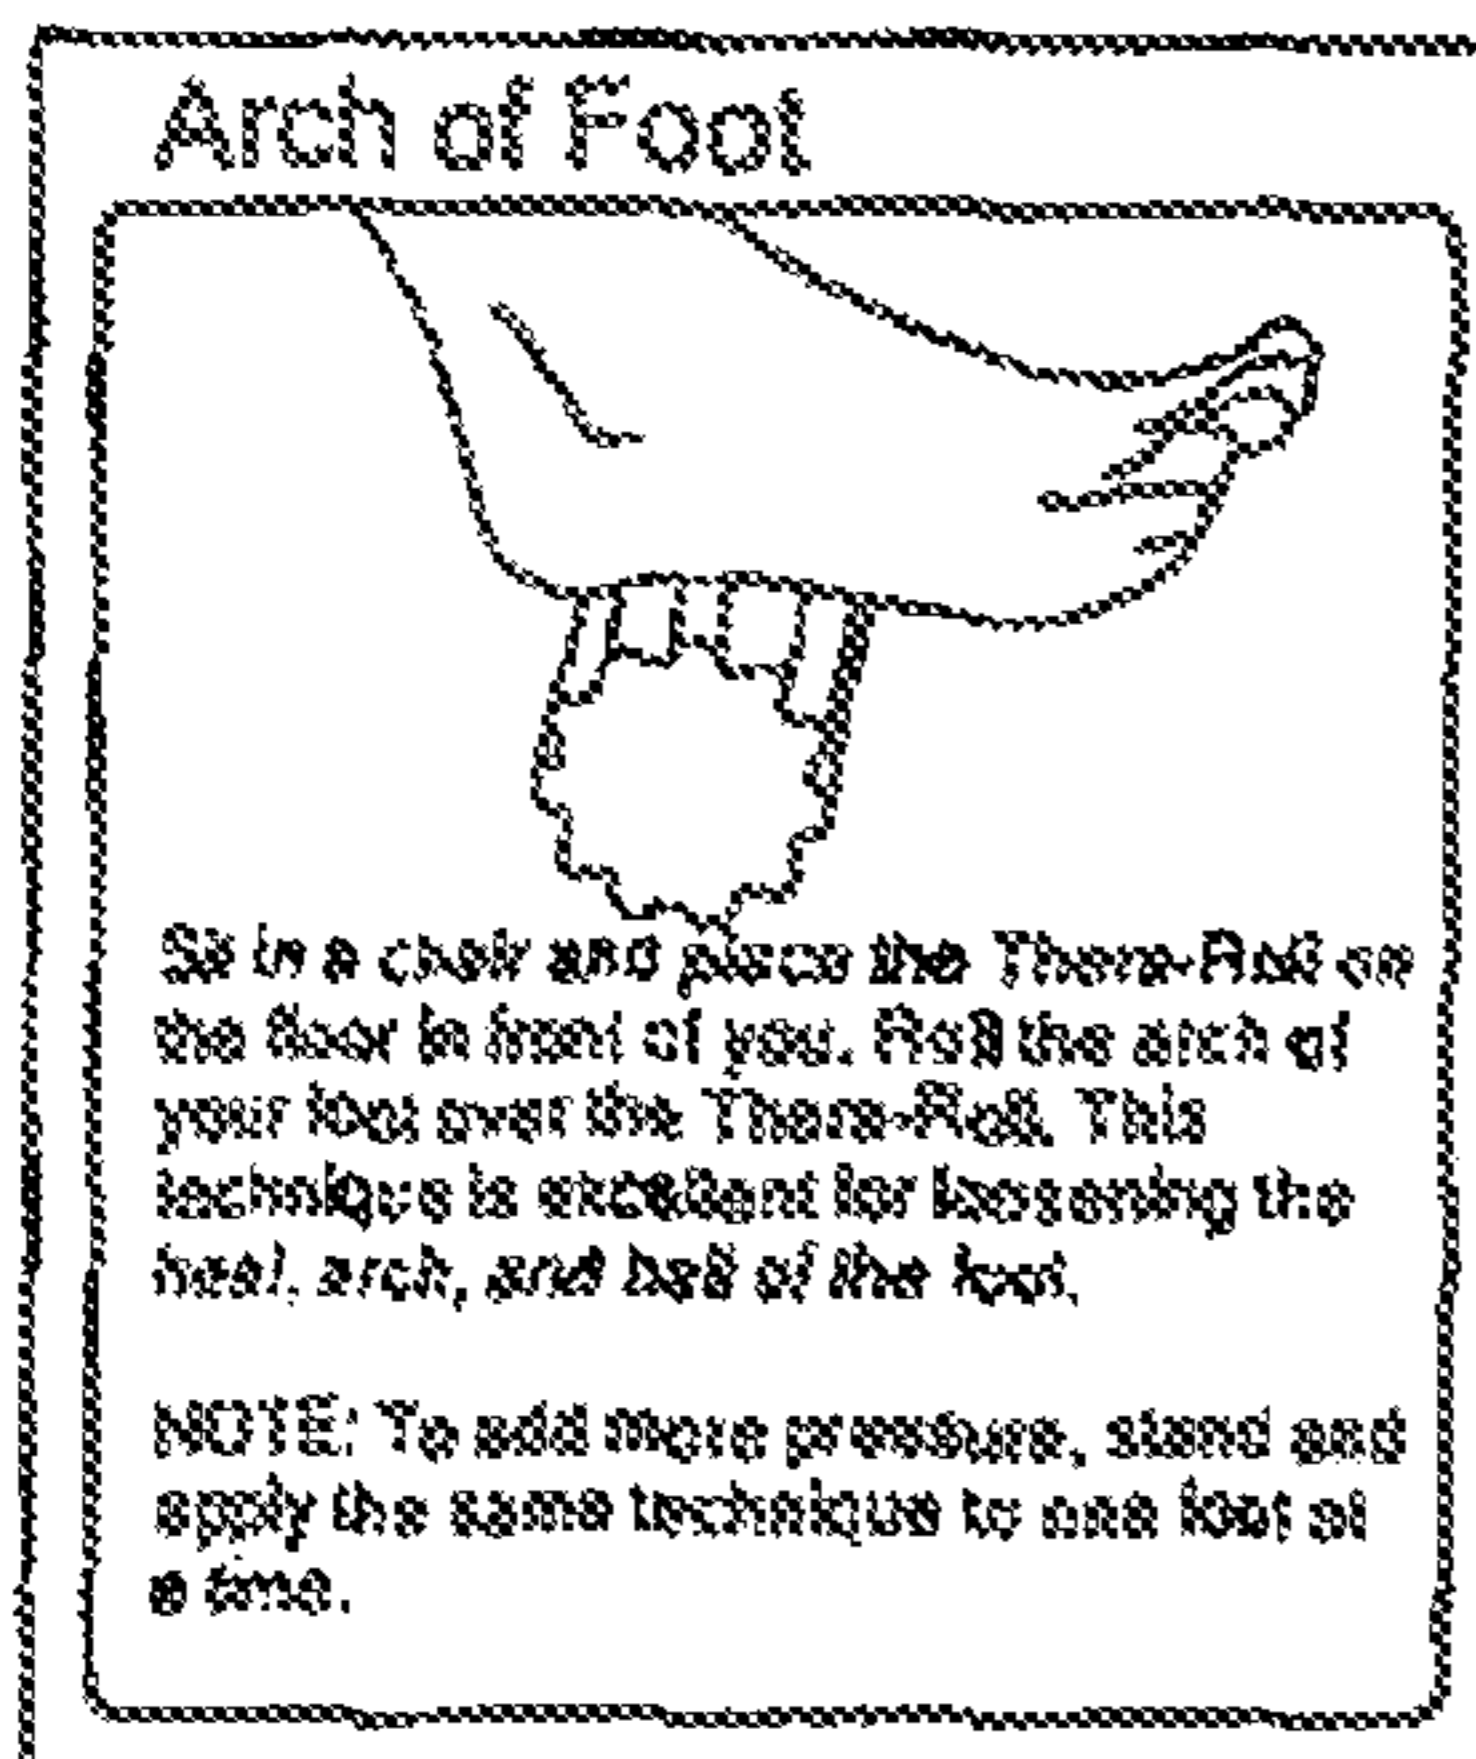 Arch of Foot
Sit in a chair and place the Thera-Roll on
the floor in front of you. Roll the arch of
your foot over the Thera-Roll. This
technique is excellent for loosening the
heel, arch, and ball of the foot.
NOTE: To add more pressure, stand and
apply the same technique to one foot at
a time.